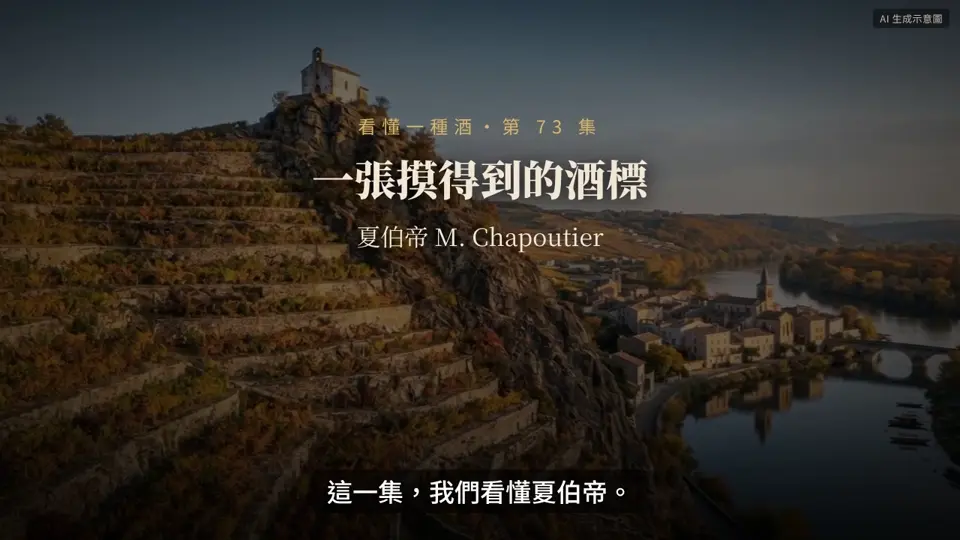 AI 生成示意圖
看懂一種酒・第 73 集
一張摸得到的酒標
夏伯帝 M. Chapoutier
這一集，我們看懂夏伯帝。